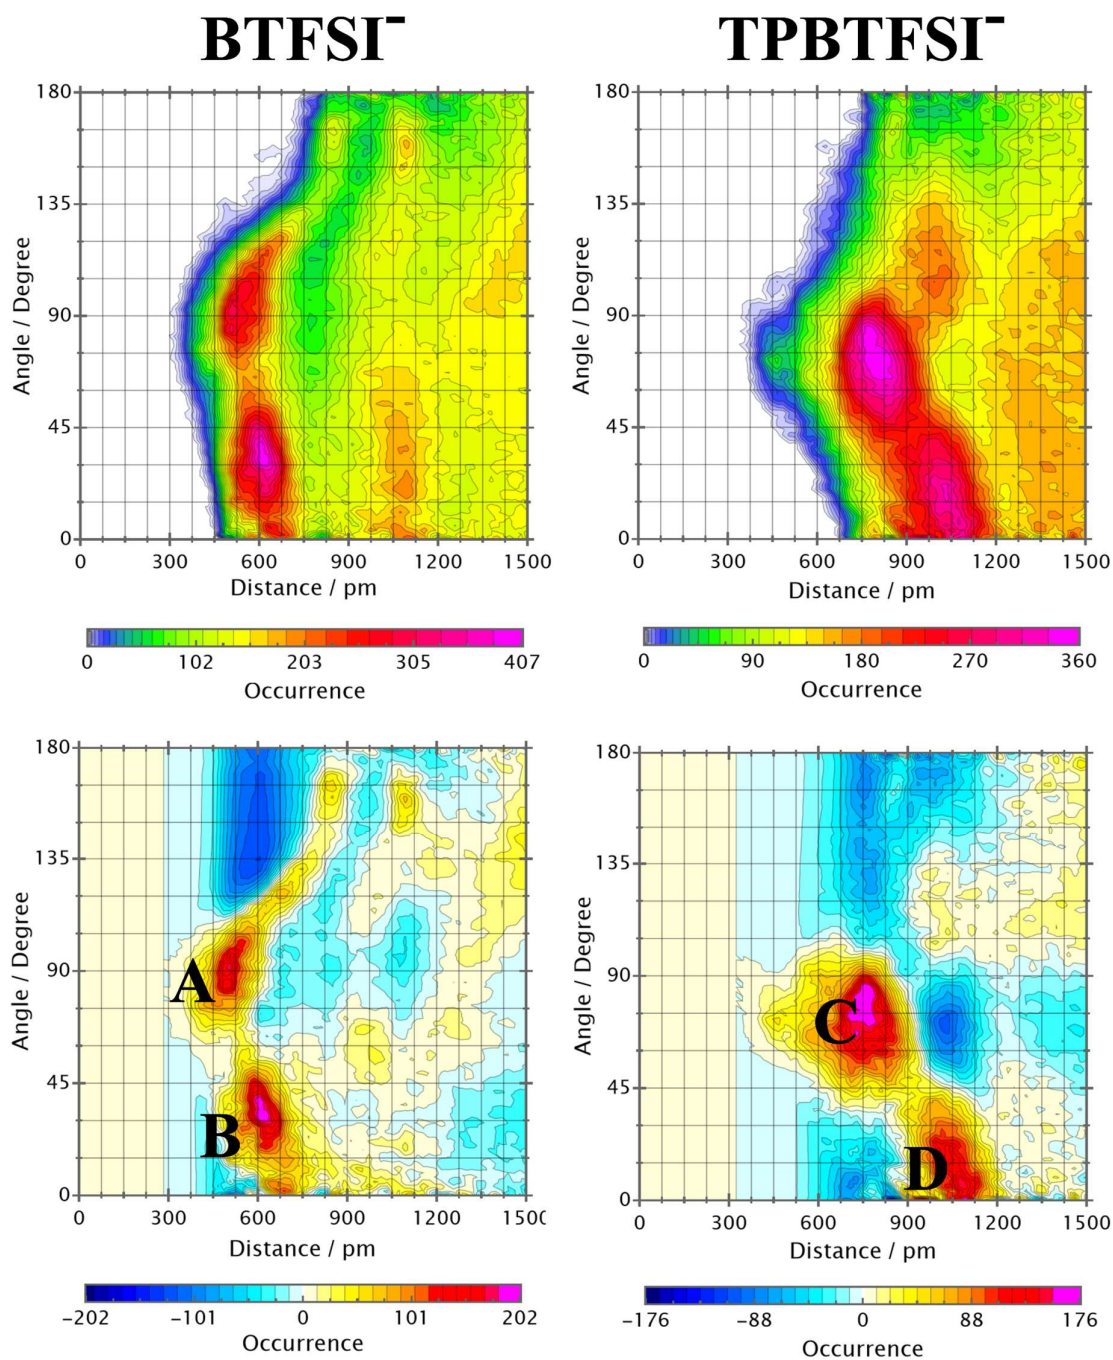 BTFSI⁻
TPBTFSI⁻
Angle / Degree
180
135
90
45
0
0 300 600 900 1200 1500
Distance / pm
0 102 203 305 407
Occurrence
Angle / Degree
180
135
90
45
0
0 300 600 900 1200 1500
Distance / pm
0 90 180 270 360
Occurrence
Angle / Degree
180
135
90
45
0
A
B
0 300 600 900 1200 1500
Distance / pm
-202 -101 0 101 202
Occurrence
Angle / Degree
180
135
90
45
0
C
D
0 300 600 900 1200 1500
Distance / pm
-176 -88 0 88 176
Occurrence